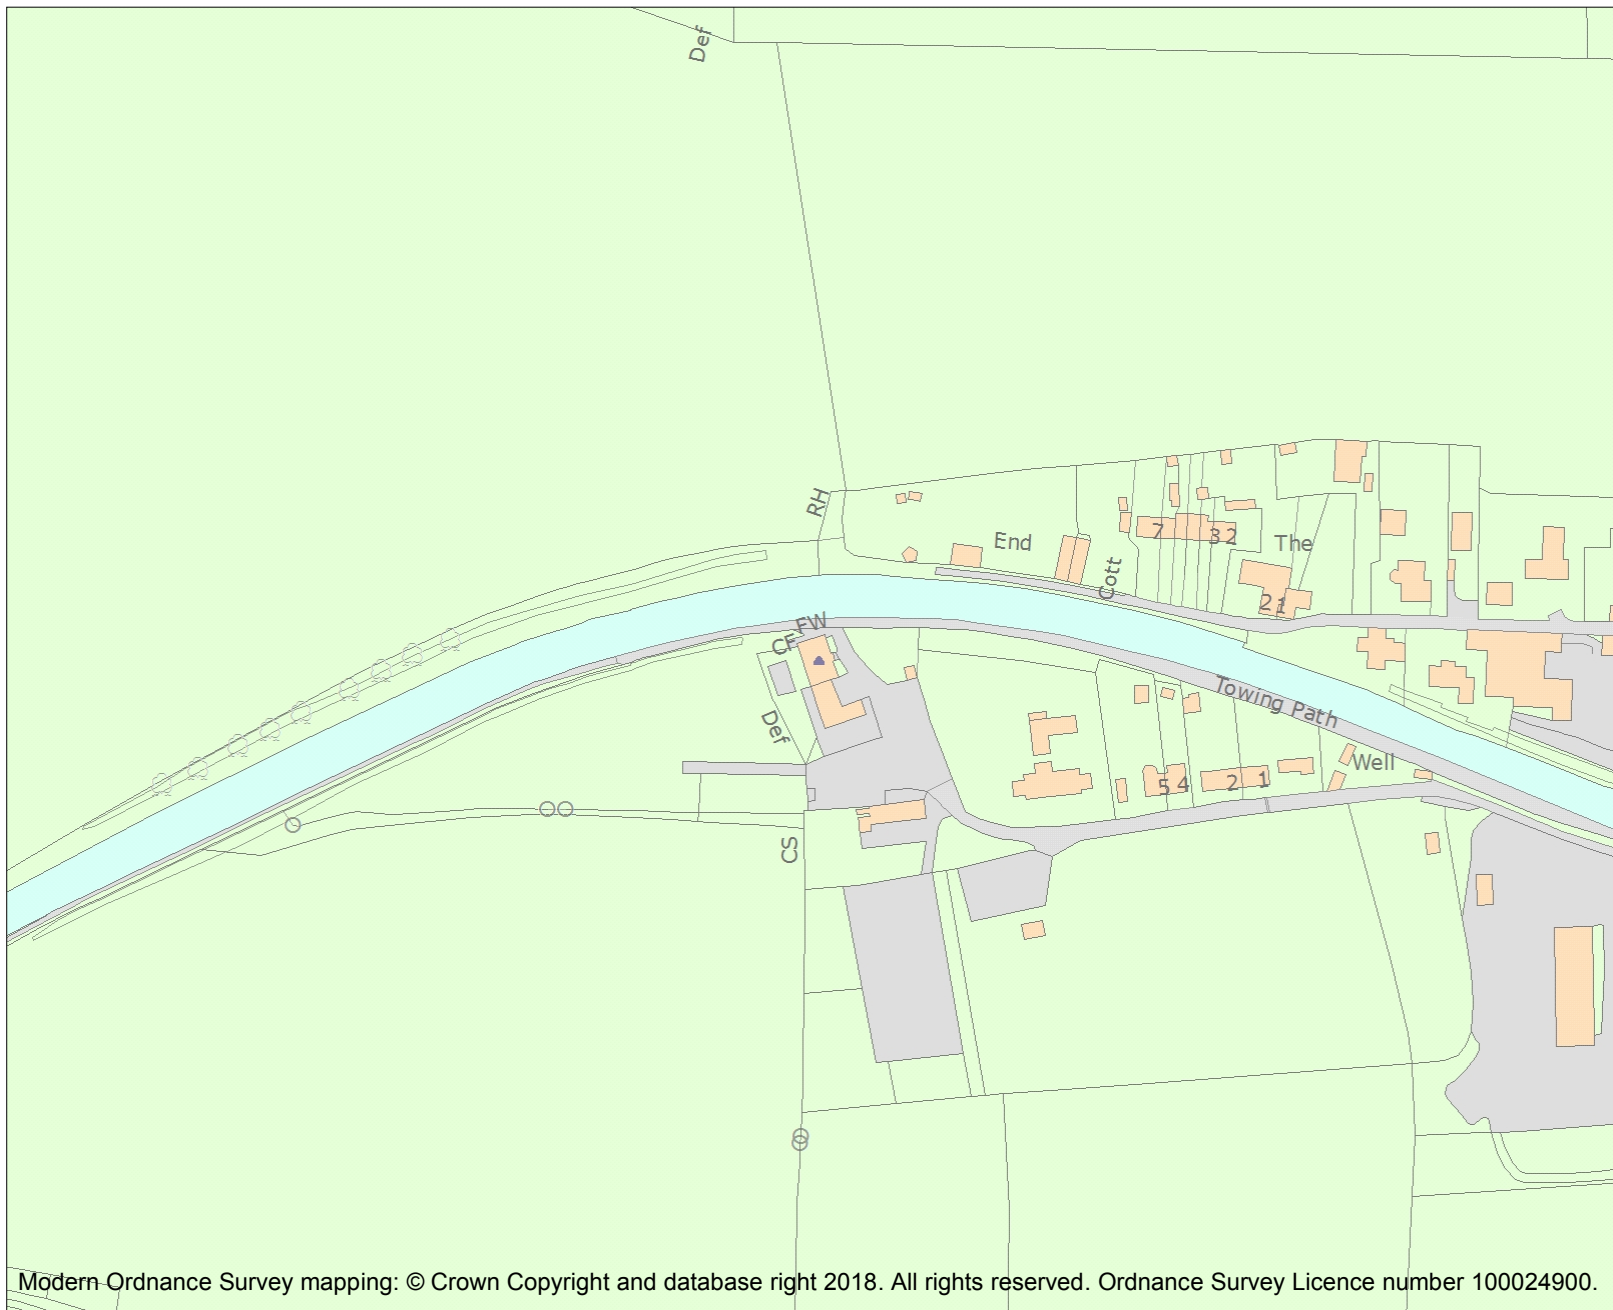 Def
RH
End
Cott
7
3 2
The
2 1
FW
CF
Def
Towing Path
Well
5 4
2 1
CS
Modern Ordnance Survey mapping: © Crown Copyright and database right 2018. All rights reserved. Ordnance Survey Licence number 100024900.